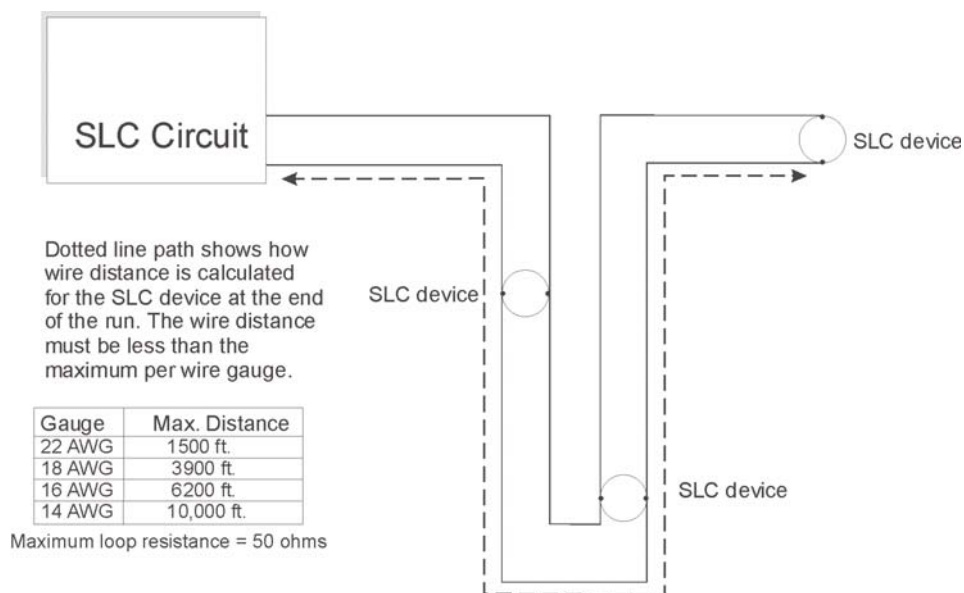 SLC Circuit
SLC device
Dotted line path shows how
wire distance is calculated
for the SLC device at the end
of the run. The wire distance
must be less than the
maximum per wire gauge.
SLC device
Gauge Max. Distance
22 AWG 1500 ft.
18 AWG 3900 ft.
16 AWG 6200 ft.
14 AWG 10,000 ft.
SLC device
Maximum loop resistance = 50 ohms